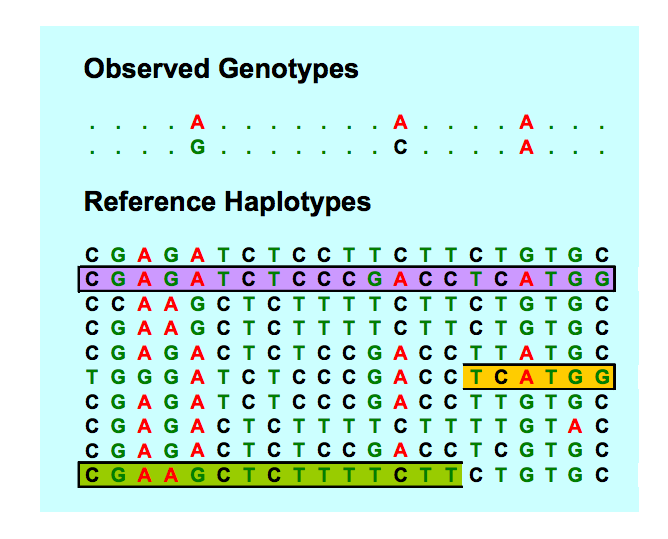 Observed Genotypes
. . . . A . . . . . . . A . . . . A . . .
. . . . G . . . . . . . C . . . . A . . .
Reference Haplotypes
C G A G A T C T C C T T C T T C T G T G C
C G A G A T C T C C C G A C C T C A T G G
C C A A G C T C T T T T C T T C T G T G C
C G A A G C T C T T T T C T T C T G T G C
C G A G A C T C T C C G A C C T T A T G C
T G G G A T C T C C C G A C C T C A T G G
C G A G A T C T C C C G A C C T T G T G C
C G A G A C T C T T T T C T T T T G T A C
C G A G A C T C T C C G A C C T C G T G C
C G A A G C T C T T T T C T T C T G T G C